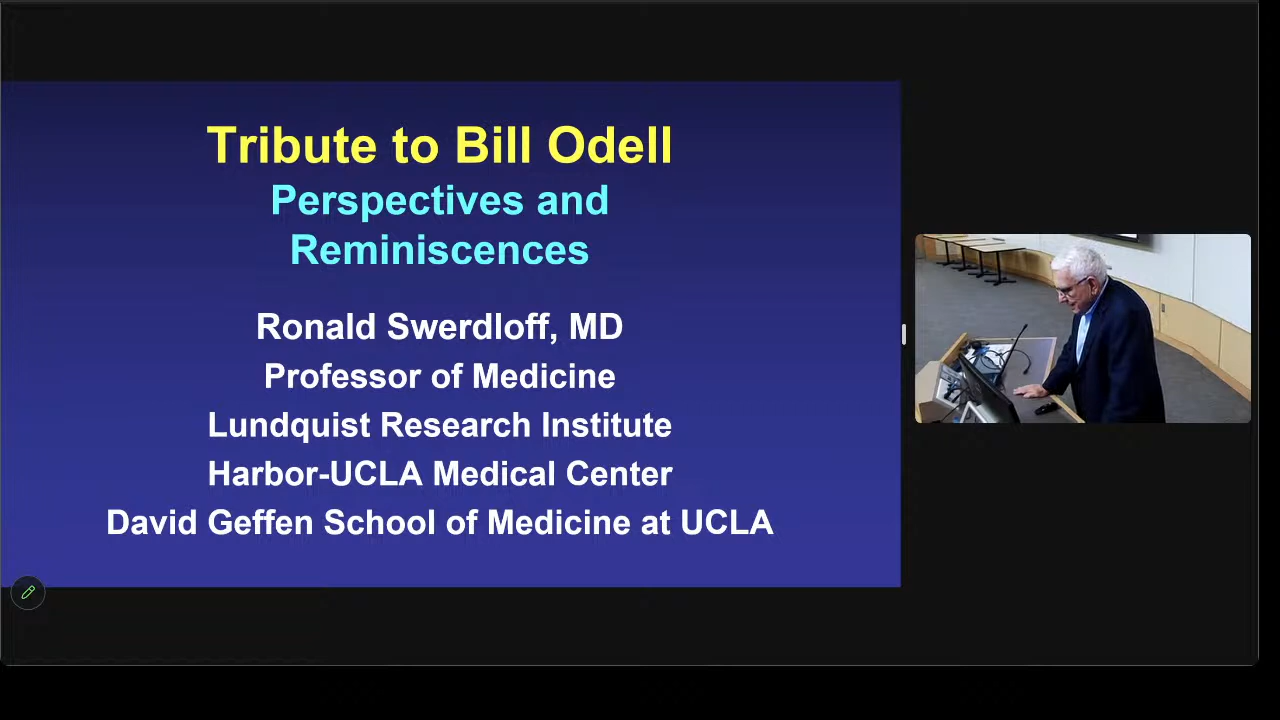 Tribute to Bill Odell
Perspectives and
Reminiscences
Ronald Swerdloff, MD
Professor of Medicine
Lundquist Research Institute
Harbor-UCLA Medical Center
David Geffen School of Medicine at UCLA